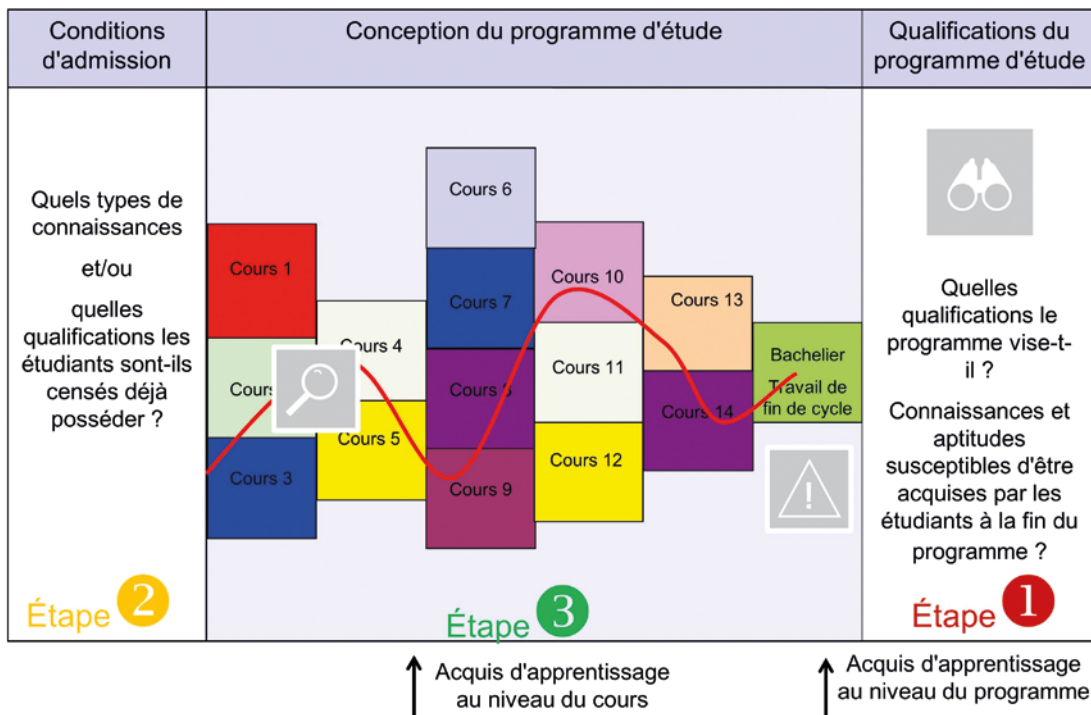 Conditions
d'admission
Conception du programme d'étude
Qualifications du
programme d'étude
Quels types de
connaissances
et/ou
quelles
qualifications les
étudiants sont-ils
censés déjà
posséder ?
Étape 2
Cours 1
Cours
Cours 3
Cours 4
Cours 5
Cours 6
Cours 7
Cours 8
Cours 9
Cours 10
Cours 11
Cours 12
Cours 13
Cours 14
Bachelier
Travail de
fin de cycle
Étape 3
Quelles
qualifications le
programme vise-t-
il ?
Connaissances et
aptitudes
susceptibles d'être
acquises par les
étudiants à la fin du
programme ?
Étape 1
Acquis d'apprentissage
au niveau du cours
Acquis d'apprentissage
au niveau du programme